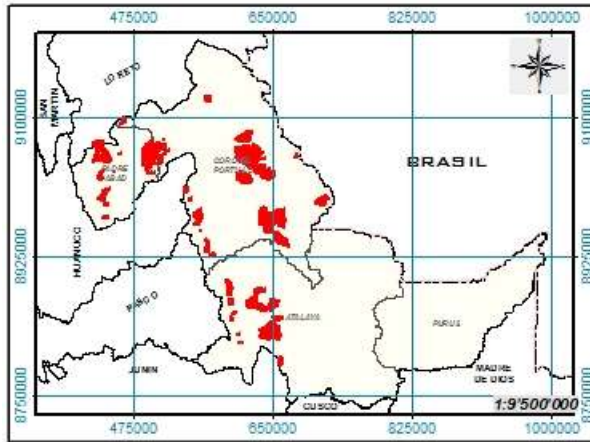 475000 650000 825000 1000000
LORETO
SAN
MARTIN
9100000 9100000
BRASIL
PADRE
ABAD
CORONEL
PORTILLO
HUANUCO
8925000 8925000
PASCO
ATALAYA
PURUS
JUNIN
MADRE
DE DIOS
CUSCO
8750000 8750000
1:9'500'000
475000 650000 825000 1000000